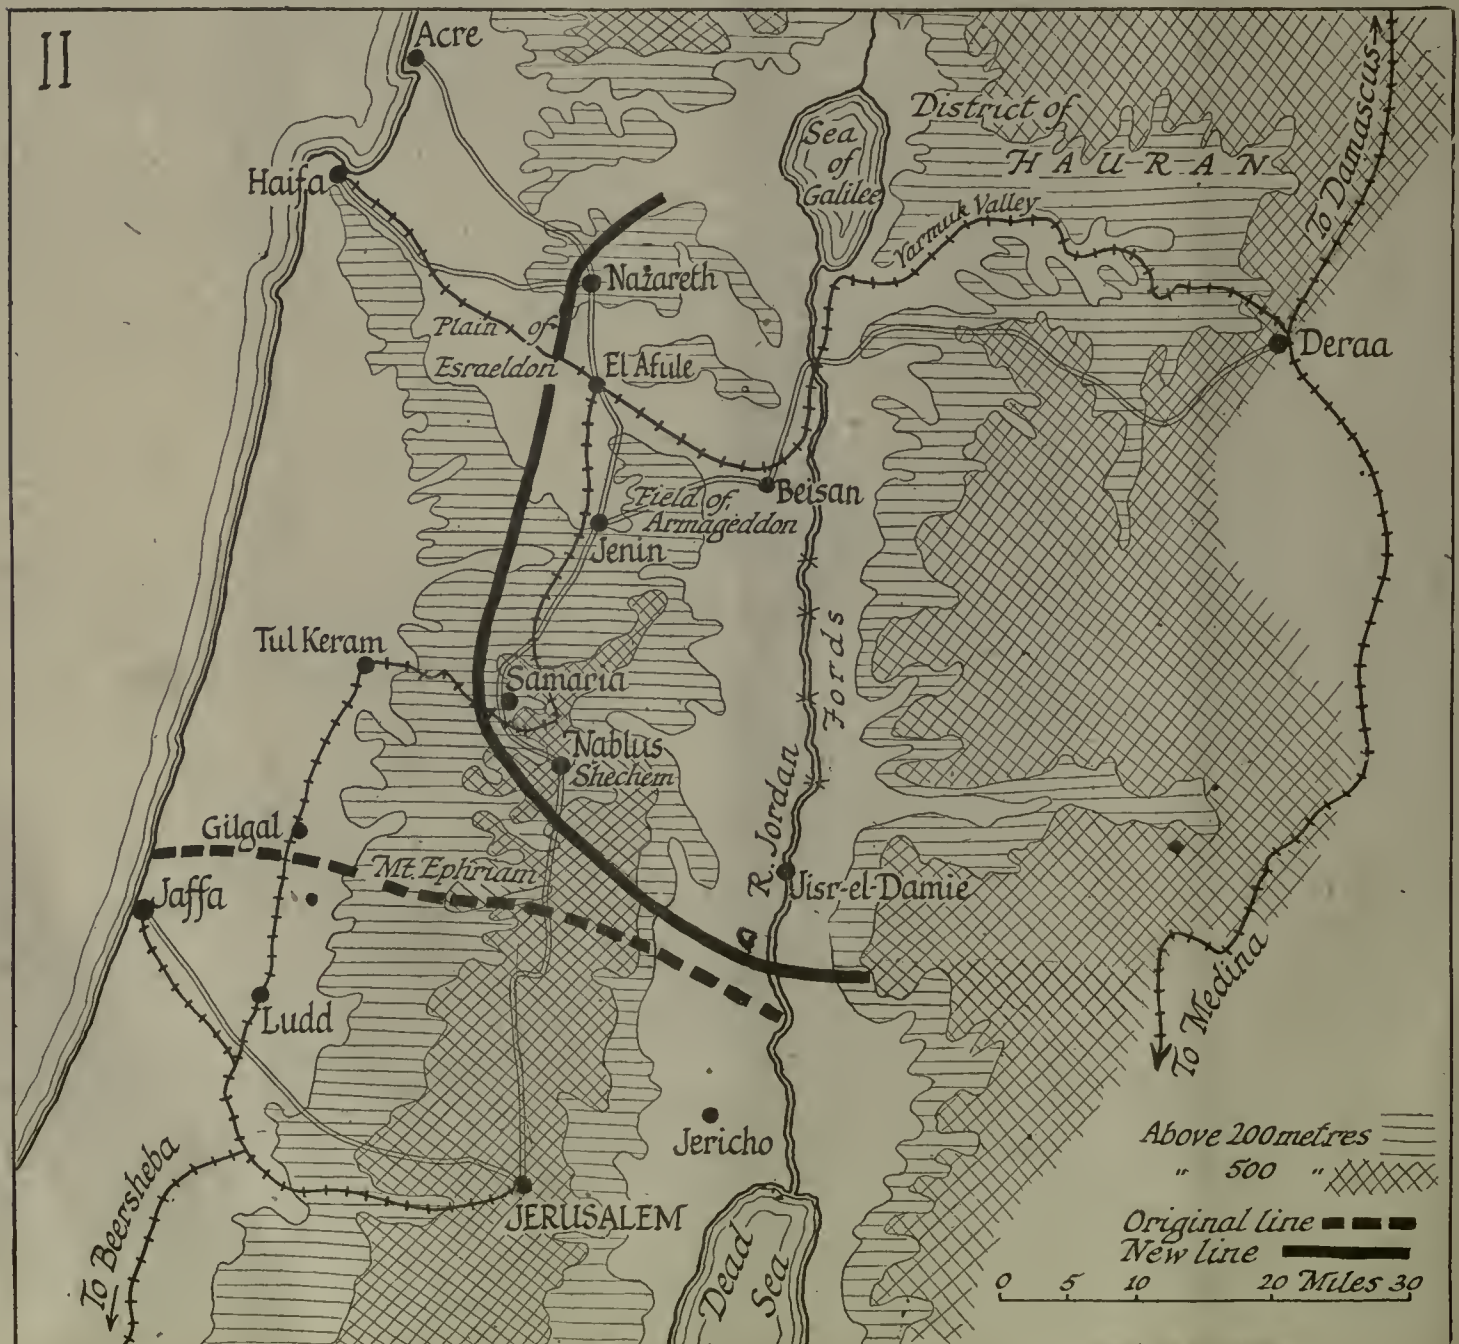 II
Acre
Haifa
Sea
of
Galilee
District of
HAURAN
To Damascus
Yarmuk Valley
Nazareth
Plain of
Esraeldon
El Afule
Deraa
Beisan
Field of
Armageddon
Jenin
Fords
Tul Keram
Samaria
Nablus
Shechem
R. Jordan
Gilgal
Mt. Ephriam
Jisr-el-Damie
Jaffa
Ludd
To Medina
Jericho
JERUSALEM
To Beersheba
Dead
Sea
Above 200 metres
" 500 "
Original line
New line
0 5 10 20 Miles 30